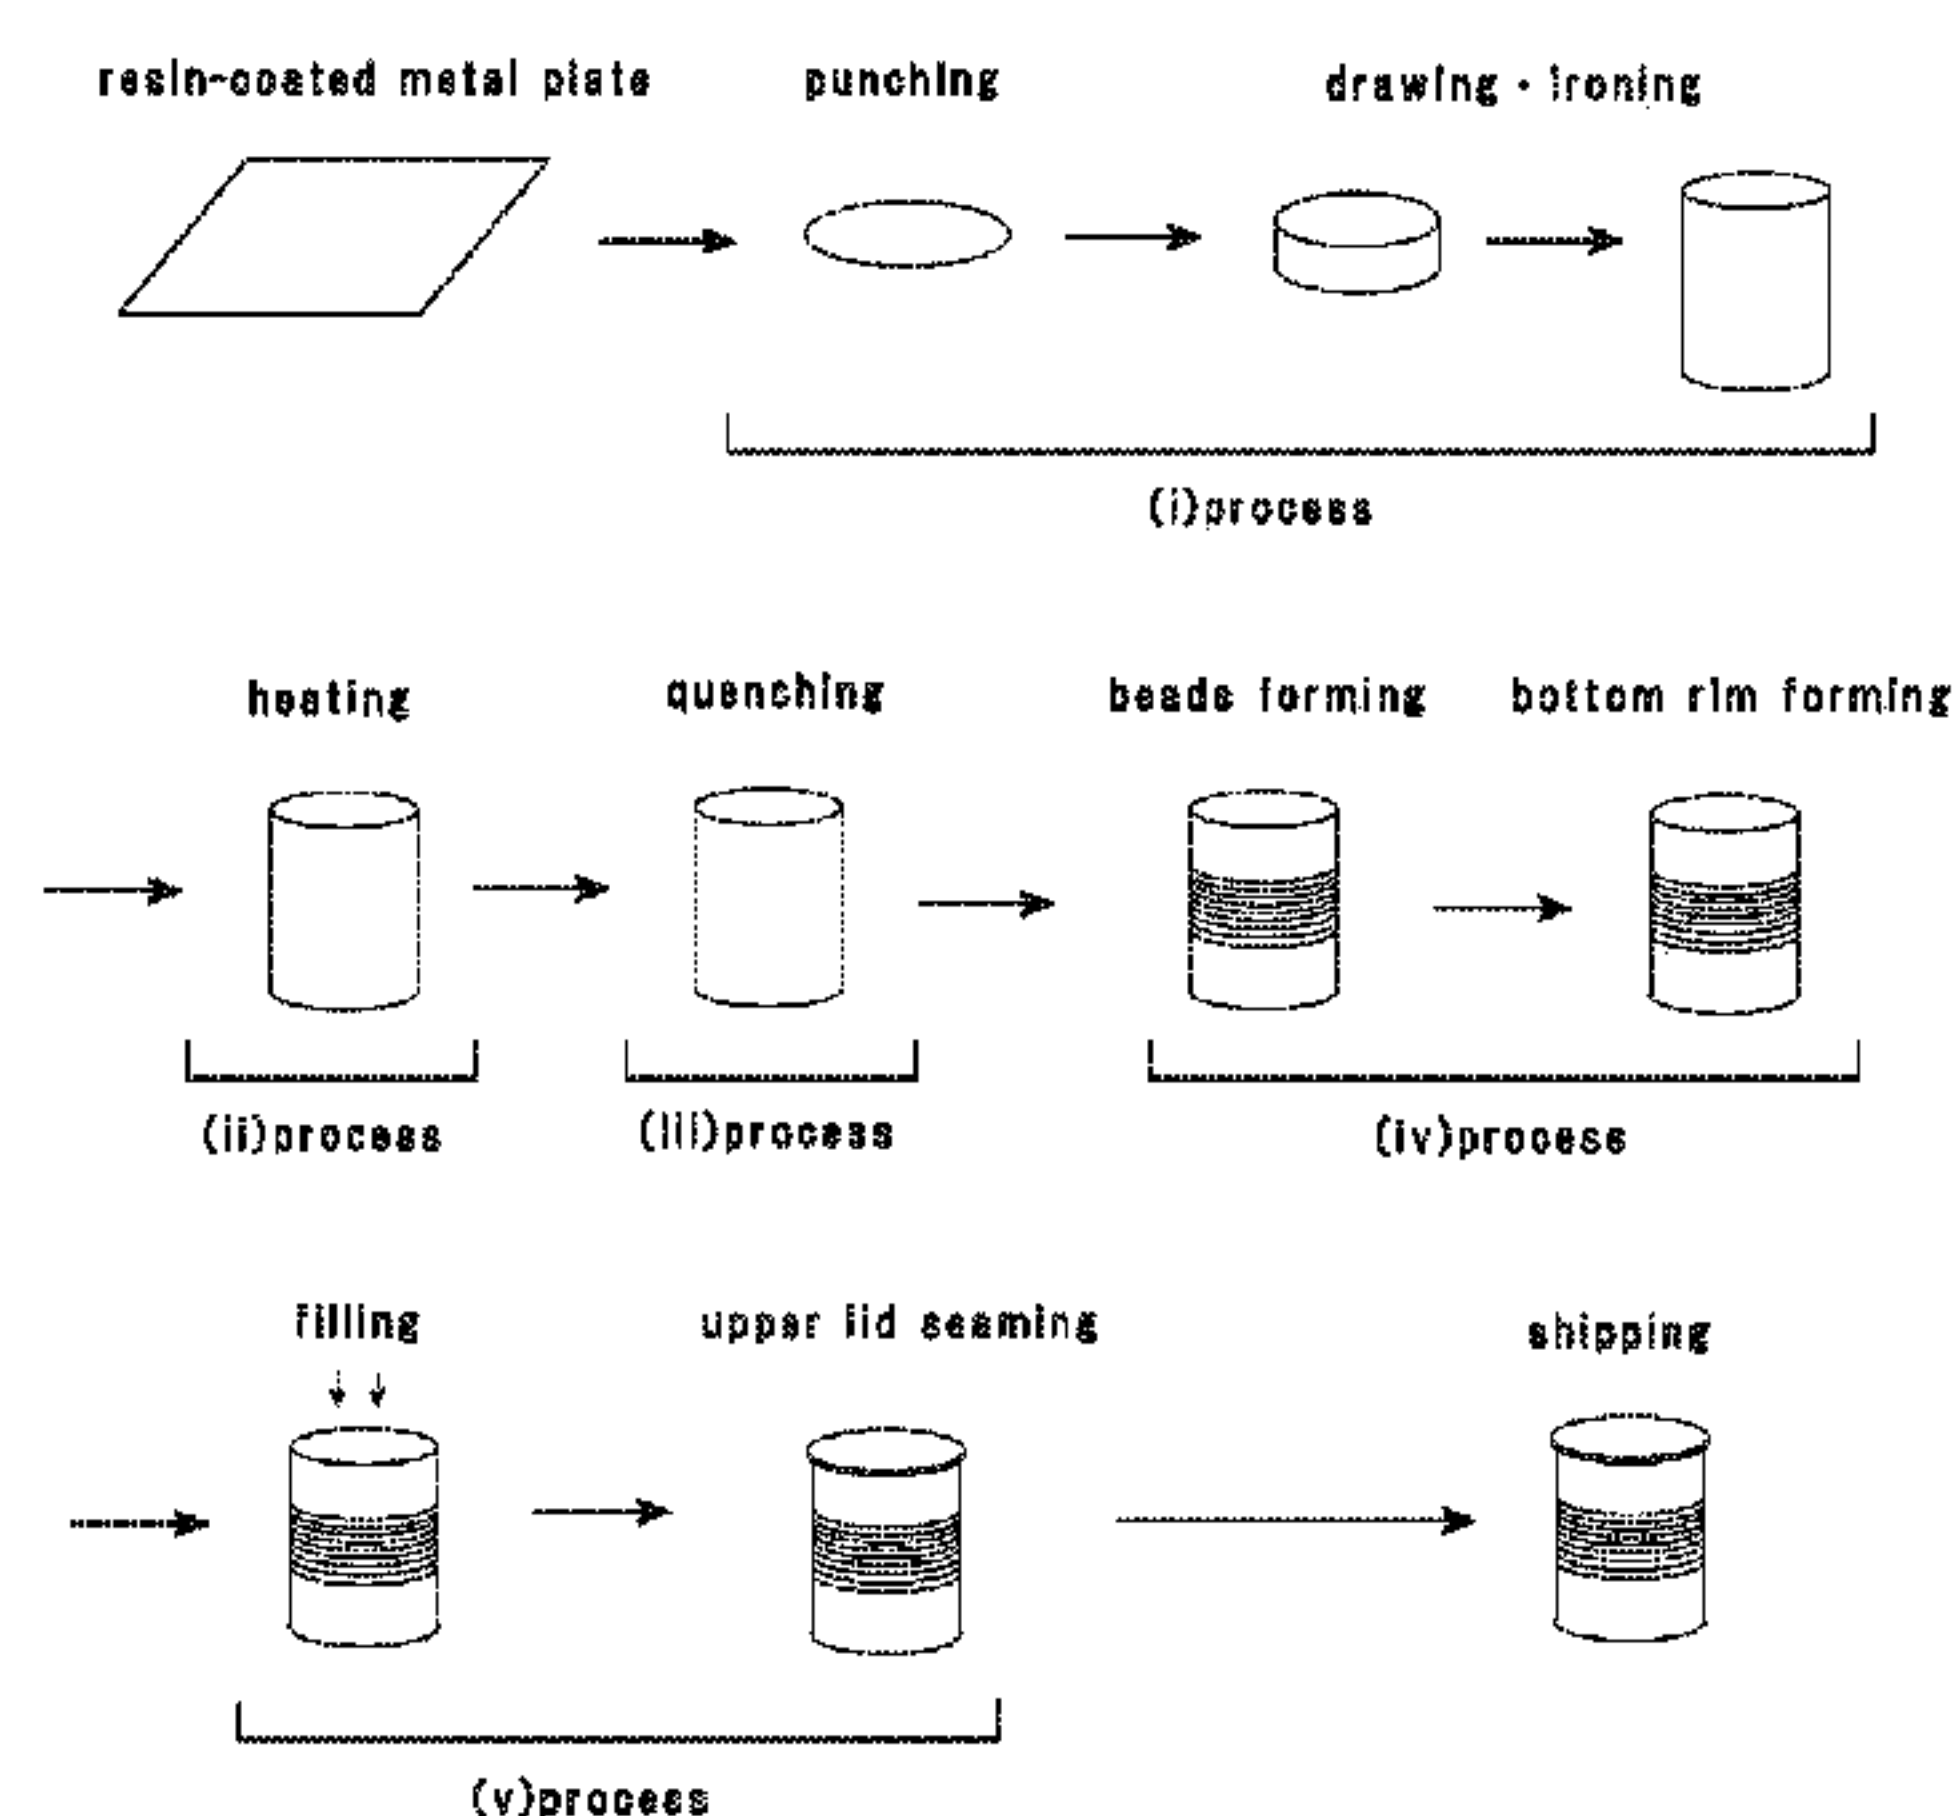 resin-coated metal plate
punching
drawing・ironing
(i)process
heating
quenching
beads forming
bottom rim forming
(ii)process
(iii)process
(iv)process
filling
upper lid seaming
shipping
(v)process